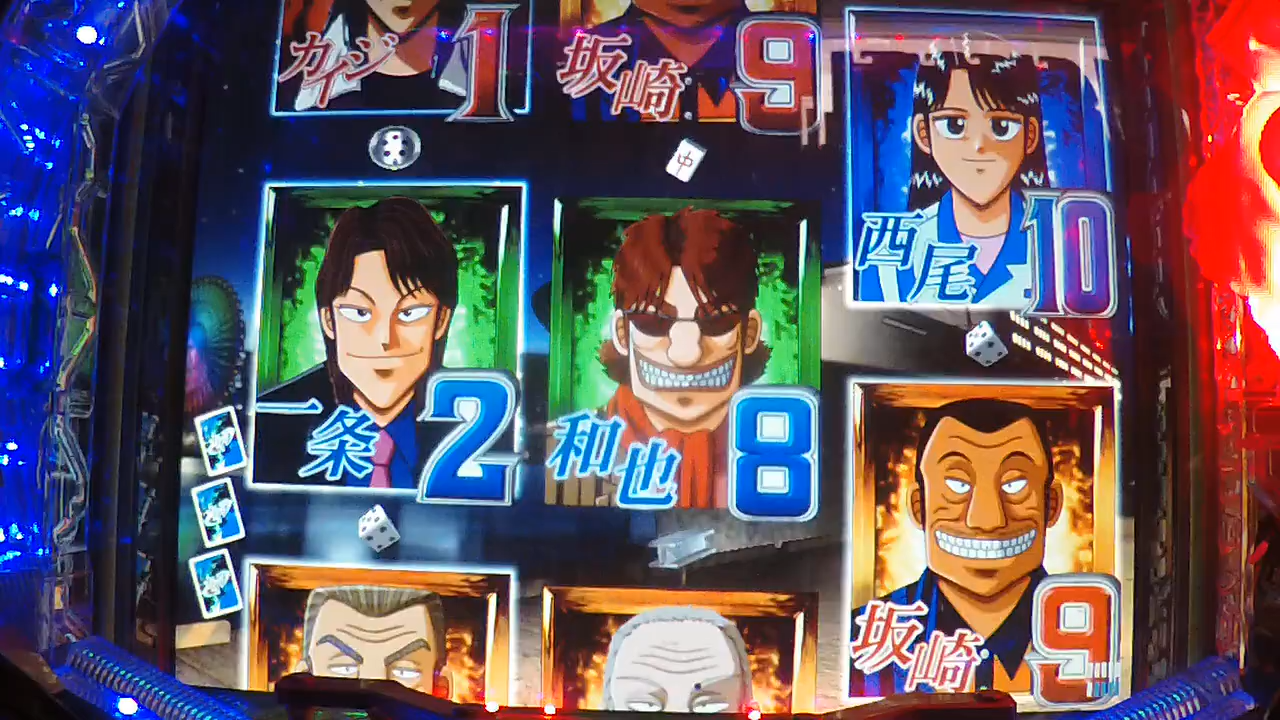 カイジ 1
坂崎 9
中
西尾 10
一条 2
和也 8
坂崎 9